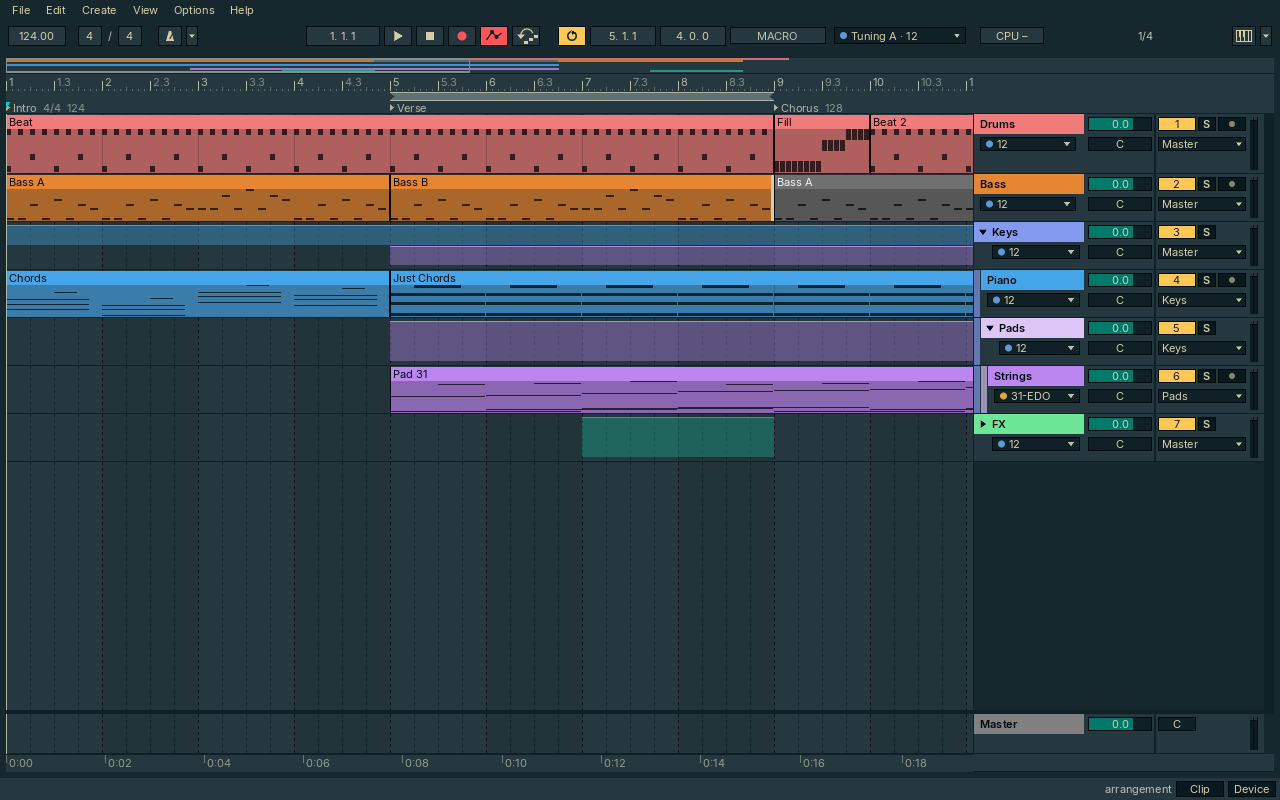 File Edit Create View Options Help
124.00 4 / 4 1. 1. 1 5. 1. 1 4. 0. 0 MACRO Tuning A · 12 CPU – 1/4
1 1.3 2 2.3 3 3.3 4 4.3 5 5.3 6 6.3 7 7.3 8 8.3 9 9.3 10 10.3 1
Intro 4/4 124 Verse Chorus 128
Beat Fill Beat 2 Drums 0.0 1 S
12 C Master
Bass A Bass B Bass A Bass 0.0 2 S
12 C Master
Keys 0.0 3 S
12 C Master
Chords Just Chords Piano 0.0 4 S
12 C Keys
Pads 0.0 5 S
12 C Keys
Pad 31 Strings 0.0 6 S
31-EDO C Pads
FX 0.0 7 S
12 C Master
Master 0.0 C
0:00 0:02 0:04 0:06 0:08 0:10 0:12 0:14 0:16 0:18
arrangement Clip Device